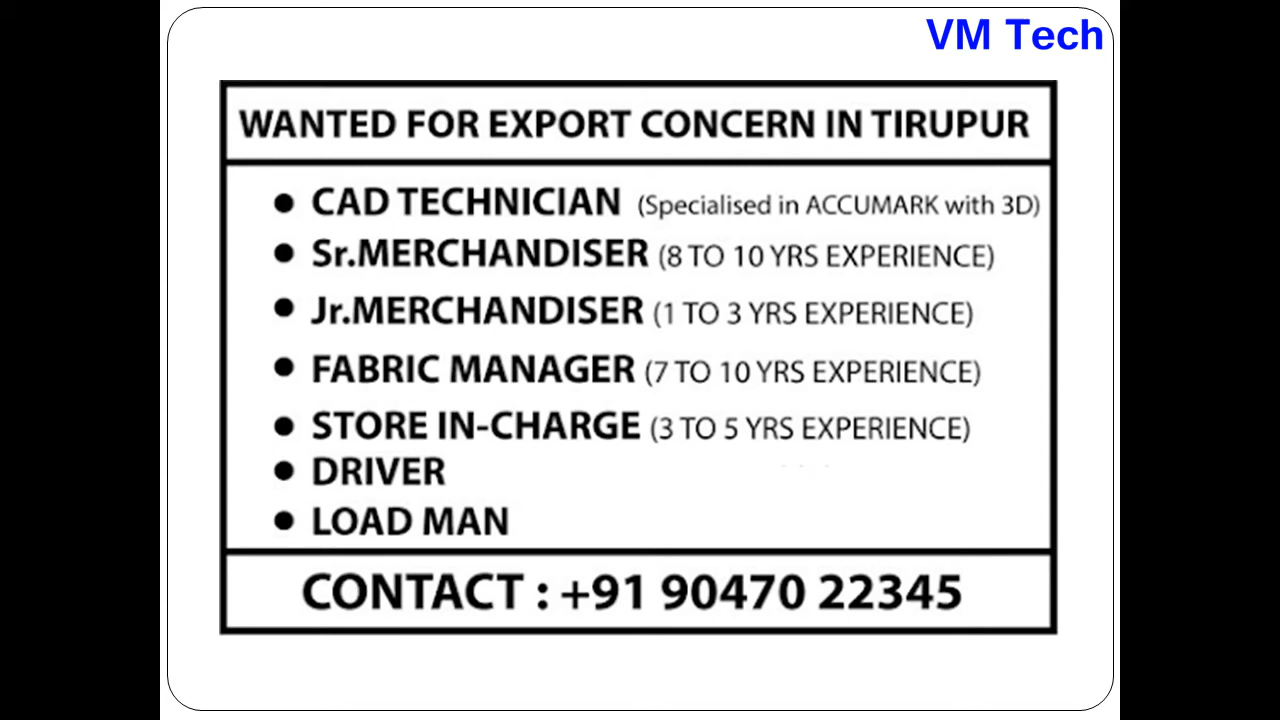 VM Tech
WANTED FOR EXPORT CONCERN IN TIRUPUR
● CAD TECHNICIAN (Specialised in ACCUMARK with 3D)
● Sr.MERCHANDISER (8 TO 10 YRS EXPERIENCE)
● Jr.MERCHANDISER (1 TO 3 YRS EXPERIENCE)
● FABRIC MANAGER (7 TO 10 YRS EXPERIENCE)
● STORE IN-CHARGE (3 TO 5 YRS EXPERIENCE)
● DRIVER
● LOAD MAN
CONTACT : +91 90470 22345